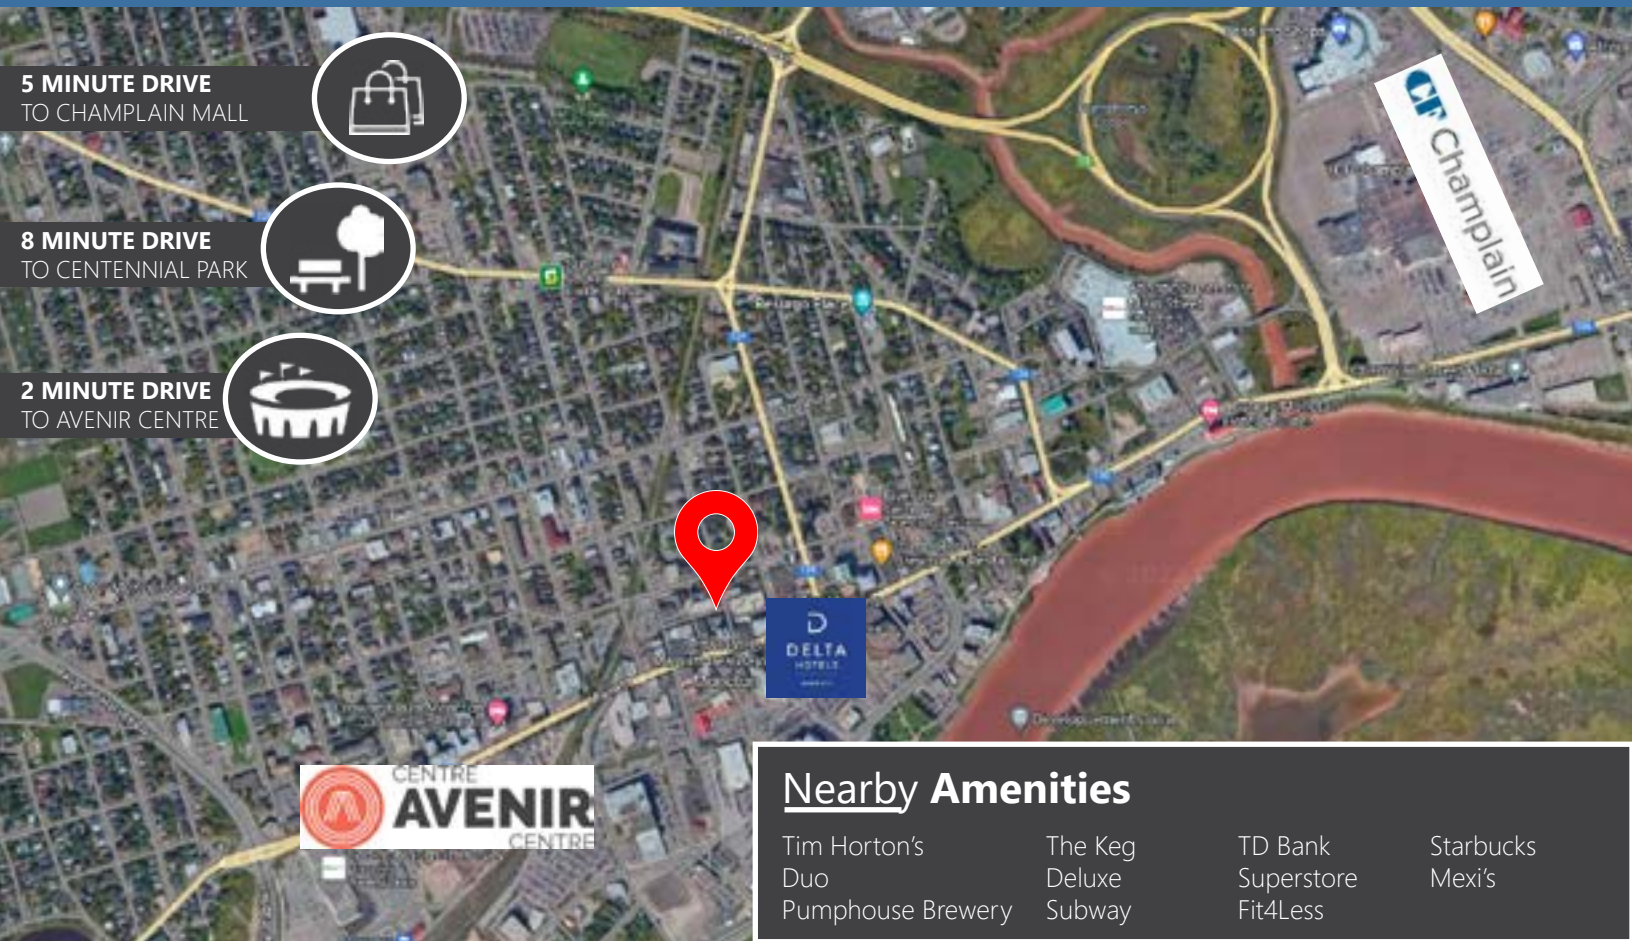 5 MINUTE DRIVE
TO CHAMPLAIN MALL
8 MINUTE DRIVE
TO CENTENNIAL PARK
2 MINUTE DRIVE
TO AVENIR CENTRE
CF Champlain
D
DELTA
HOTELS
CENTRE
AVENIR
CENTRE
Nearby Amenities
Tim Horton's
Duo
Pumphouse Brewery
The Keg
Deluxe
Subway
TD Bank
Superstore
Fit4Less
Starbucks
Mexi's